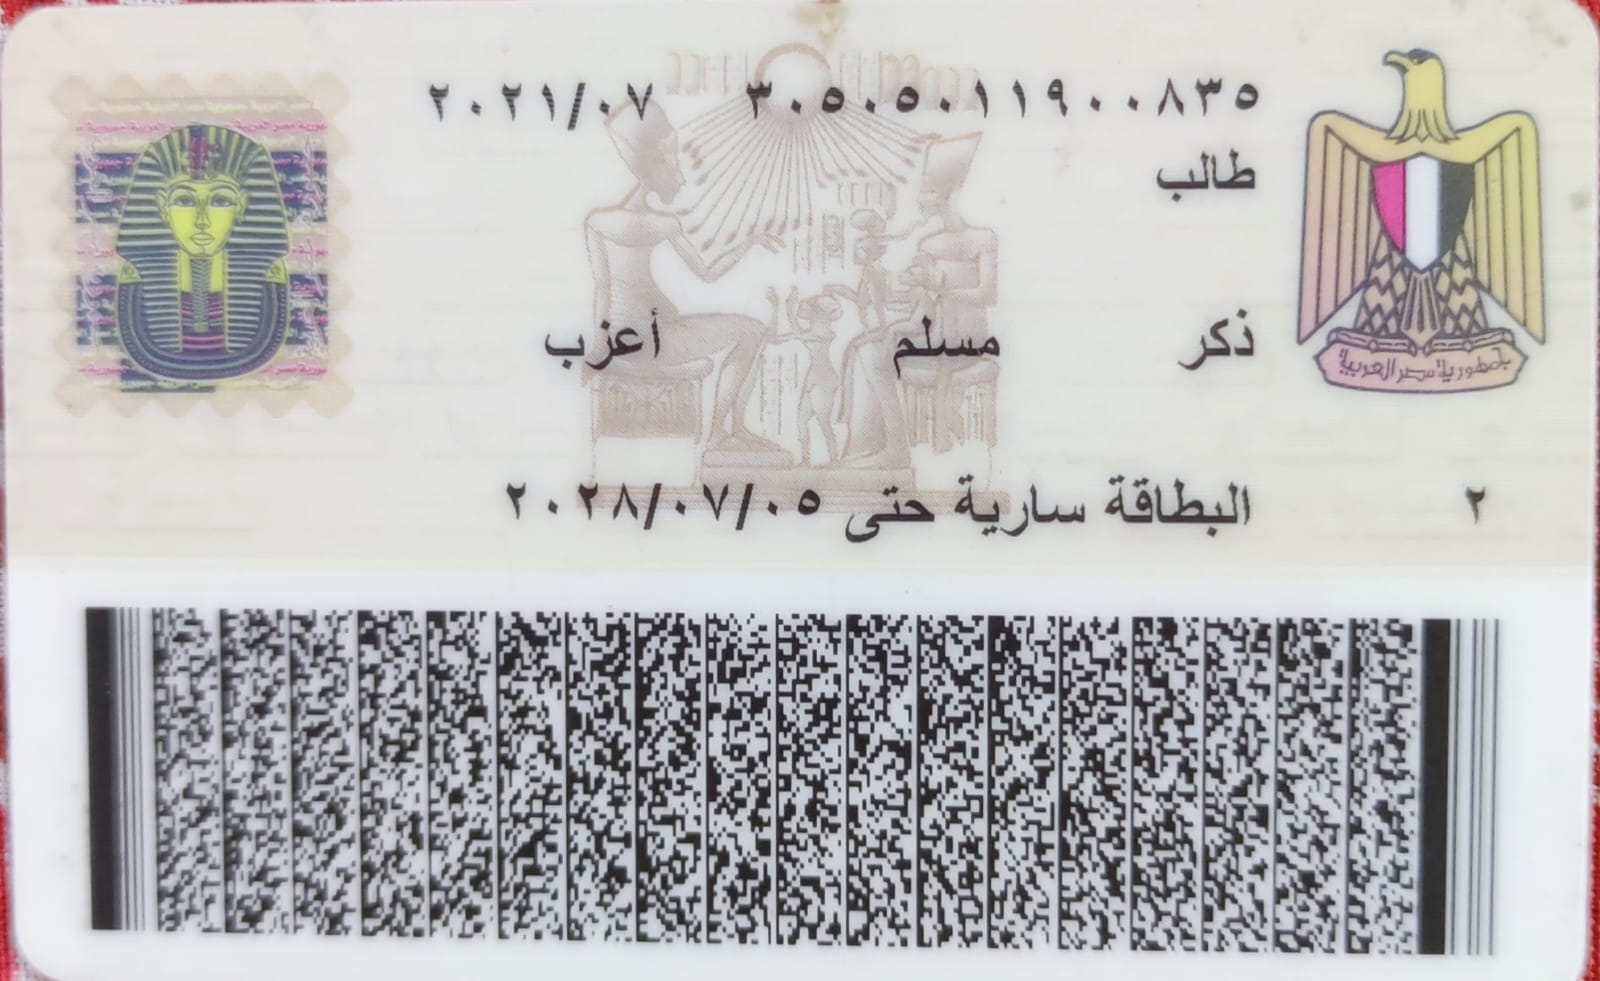 ٣٠٥٠٥٠١١٩٠٠٨٣٥ ٢٠٢١/٠٧
طالب
ذكر مسلم أعزب
جمهورية مصر العربية
٢ البطاقة سارية حتى ٢٠٢٨/٠٧/٠٥